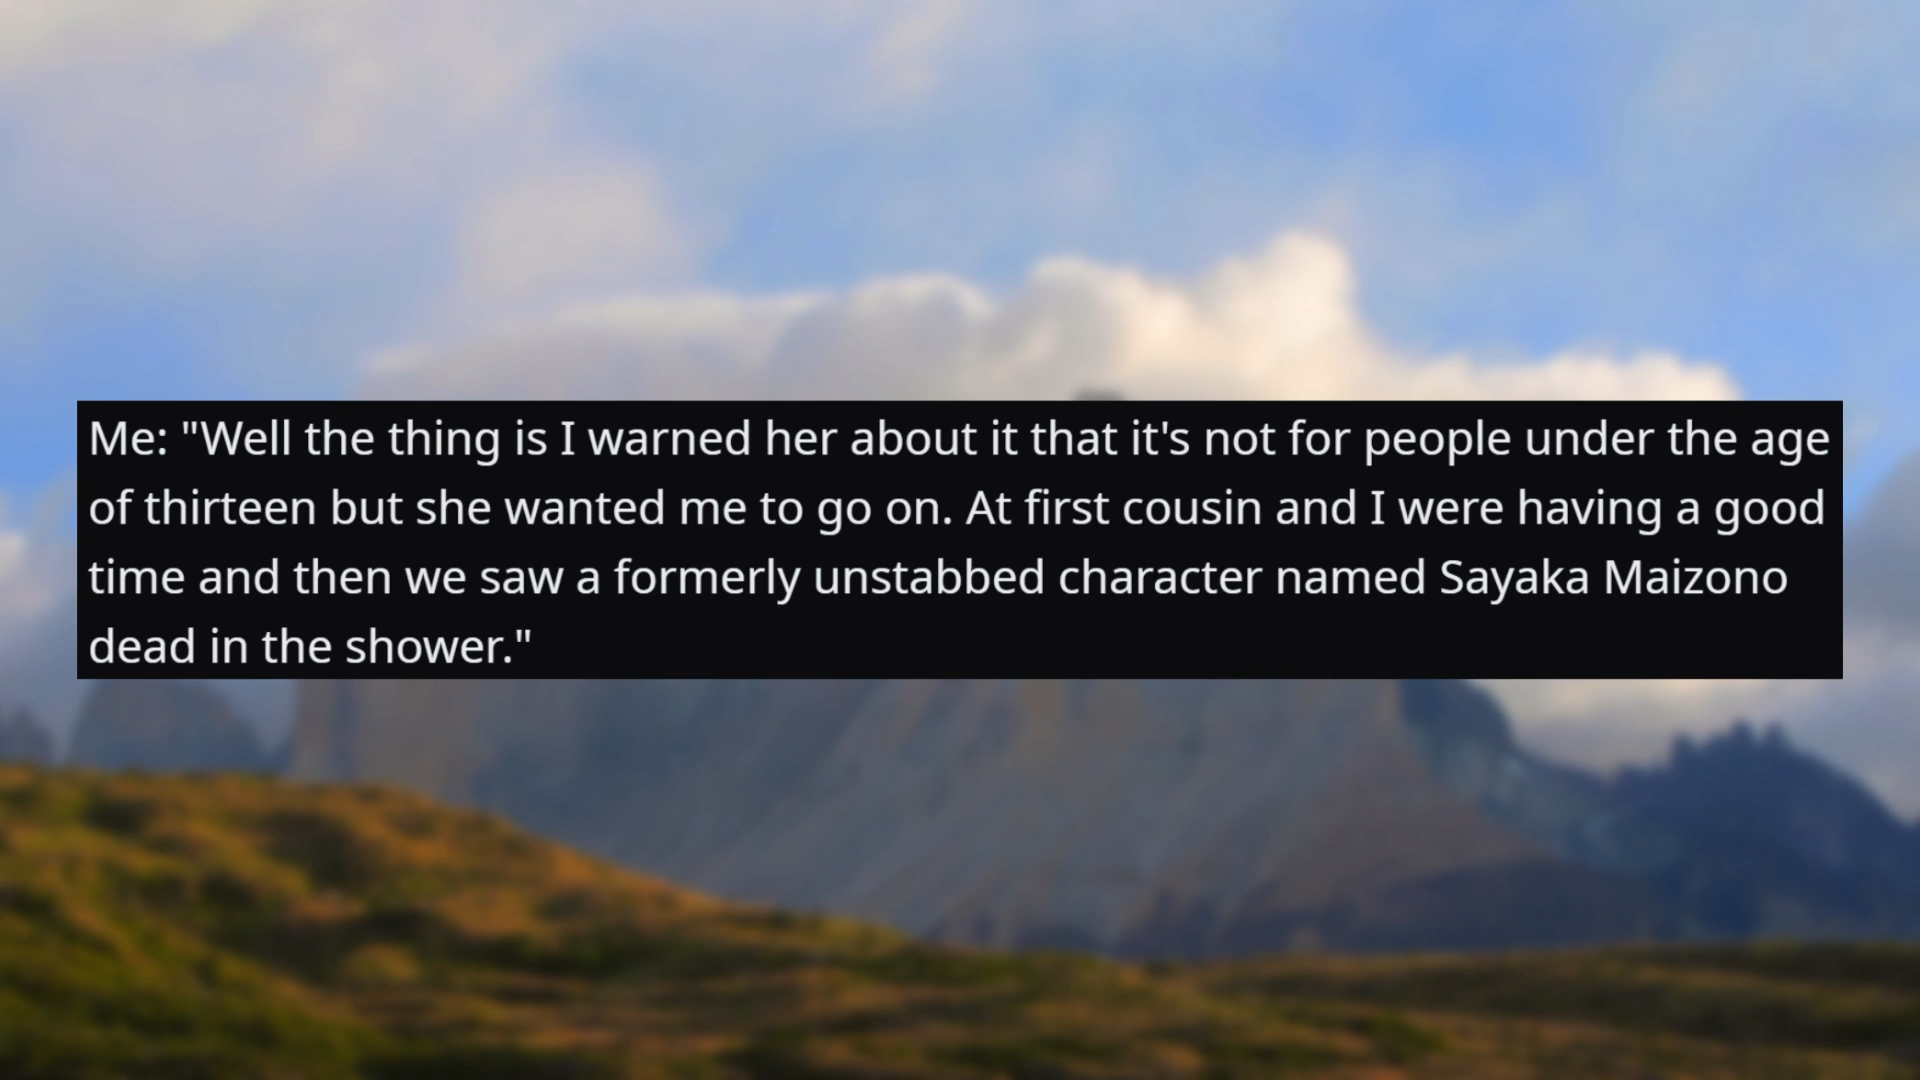 Me: "Well the thing is I warned her about it that it's not for people under the age
of thirteen but she wanted me to go on. At first cousin and I were having a good
time and then we saw a formerly unstabbed character named Sayaka Maizono
dead in the shower."